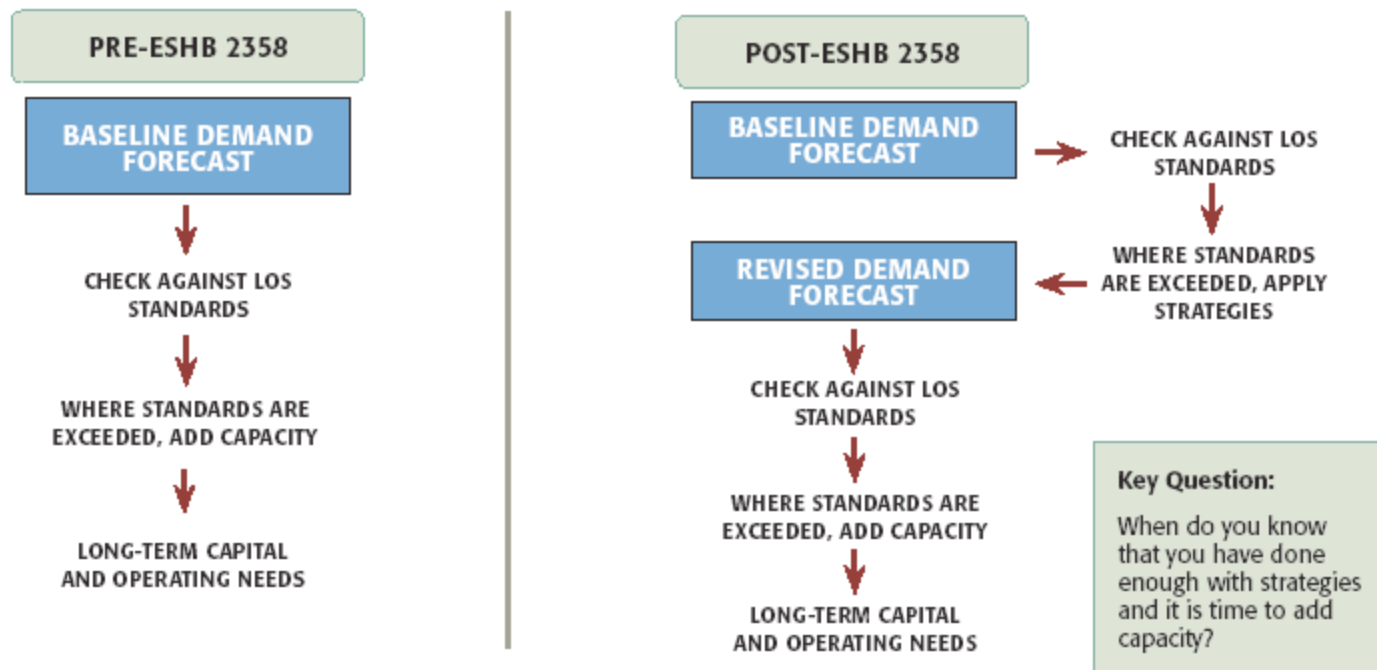 PRE-ESHB 2358
BASELINE DEMAND
FORECAST
CHECK AGAINST LOS
STANDARDS
WHERE STANDARDS ARE
EXCEEDED, ADD CAPACITY
LONG-TERM CAPITAL
AND OPERATING NEEDS
POST-ESHB 2358
BASELINE DEMAND
FORECAST
CHECK AGAINST LOS
STANDARDS
WHERE STANDARDS
ARE EXCEEDED, APPLY
STRATEGIES
REVISED DEMAND
FORECAST
CHECK AGAINST LOS
STANDARDS
WHERE STANDARDS ARE
EXCEEDED, ADD CAPACITY
LONG-TERM CAPITAL
AND OPERATING NEEDS
Key Question:
When do you know
that you have done
enough with strategies
and it is time to add
capacity?